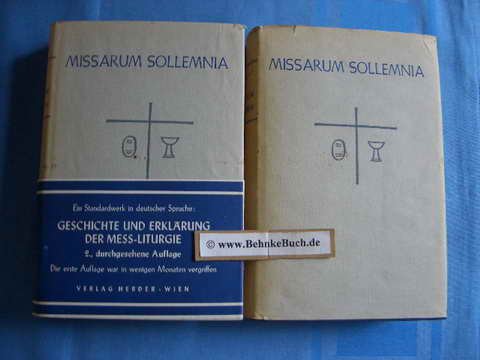 MISSARUM SOLLEMNIA
Ein Standardwerk in deutscher Sprache:
GESCHICHTE UND ERKLÄRUNG
DER MESS-LITURGIE
2., durchgesehene Auflage
Die erste Auflage war in wenigen Monaten vergriffen
VERLAG HERDER · WIEN
MISSARUM SOLLEMNIA
© www.BehnkeBuch.de